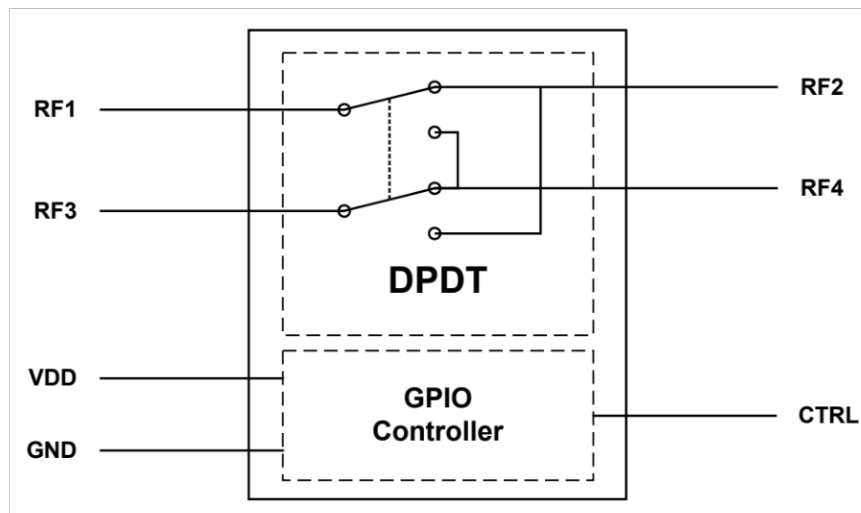 RF1
RF2
RF3
RF4
DPDT
VDD
GND
GPIO
Controller
CTRL